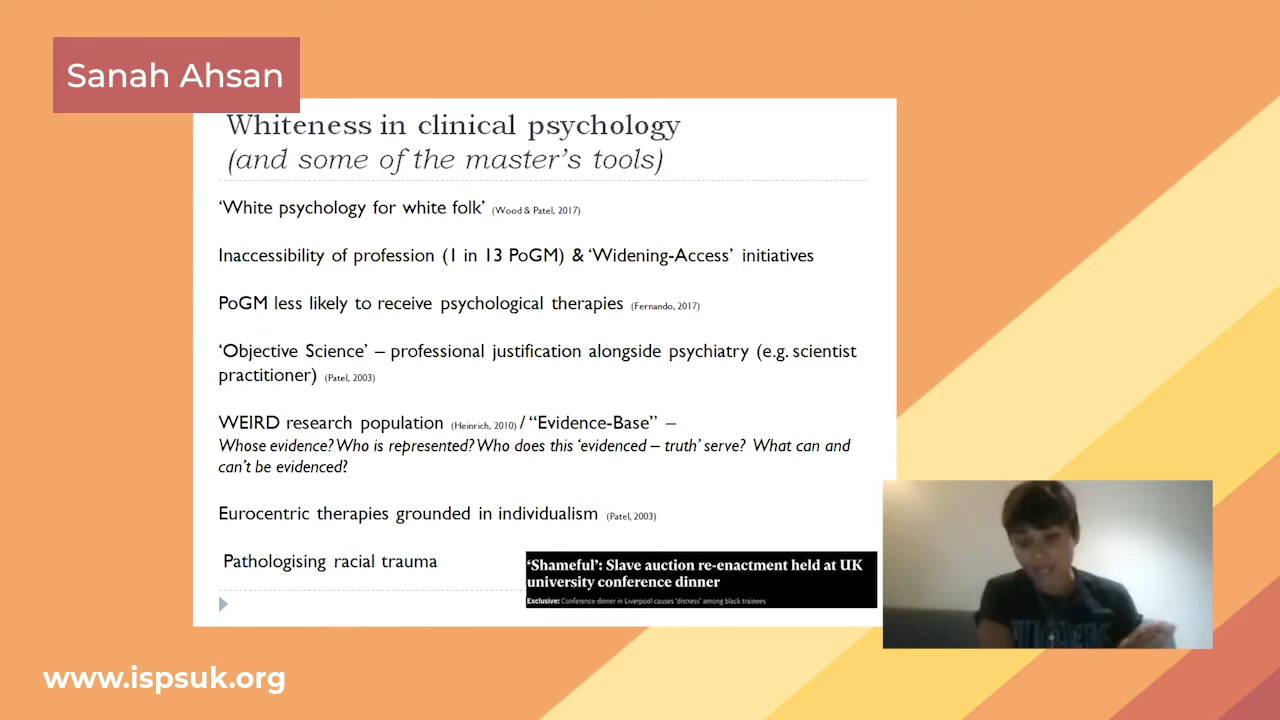 Sanah Ahsan
Whiteness in clinical psychology
(and some of the master's tools)
'White psychology for white folk' (Wood & Patel, 2017)
Inaccessibility of profession (1 in 13 PoGM) & 'Widening-Access' initiatives
PoGM less likely to receive psychological therapies (Fernando, 2017)
'Objective Science' – professional justification alongside psychiatry (e.g. scientist
practitioner) (Patel, 2003)
WEIRD research population (Heinrich, 2010) / "Evidence-Base" –
Whose evidence? Who is represented? Who does this 'evidenced – truth' serve? What can and
can't be evidenced?
Eurocentric therapies grounded in individualism (Patel, 2003)
Pathologising racial trauma
'Shameful': Slave auction re-enactment held at UK
university conference dinner
Exclusive: Conference dinner in Liverpool causes 'distress' among black trainees
www.ispsuk.org